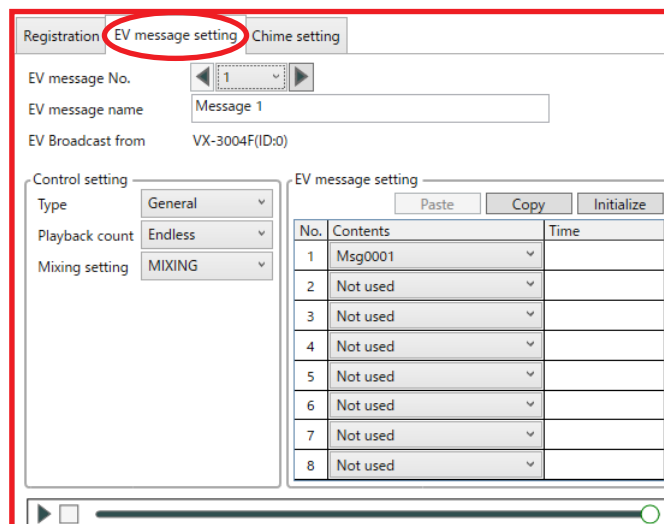 Registration EV message setting Chime setting
EV message No. 1
EV message name Message 1
EV Broadcast from VX-3004F(ID:0)
Control setting
Type General
Playback count Endless
Mixing setting MIXING
EV message setting
Paste Copy Initialize
No. Contents Time
1 Msg0001
2 Not used
3 Not used
4 Not used
5 Not used
6 Not used
7 Not used
8 Not used